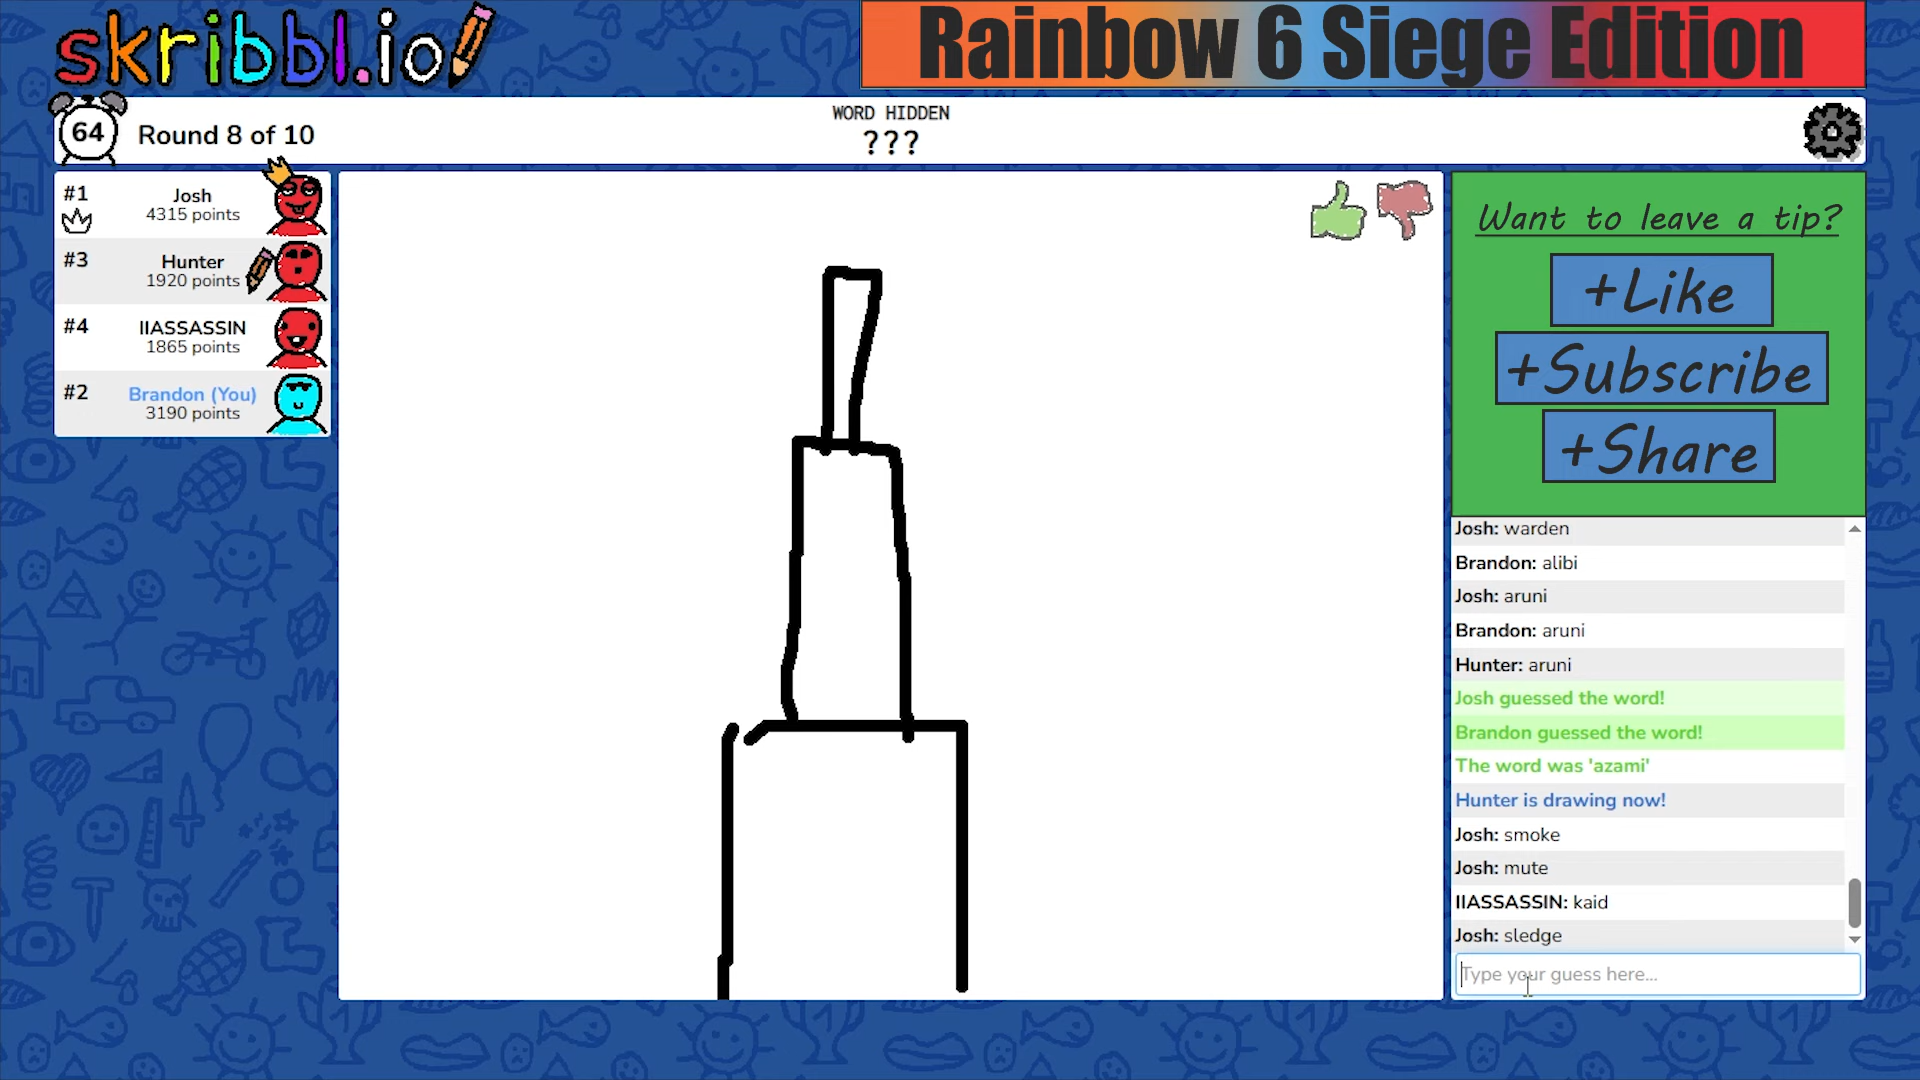 skribbl.io
Rainbow 6 Siege Edition
64
Round 8 of 10
WORD HIDDEN
???
#1
Josh
4315 points
#3
Hunter
1920 points
#4
IIASSASSIN
1865 points
#2
Brandon (You)
3190 points
Want to leave a tip?
+Like
+Subscribe
+Share
Josh: warden
Brandon: alibi
Josh: aruni
Brandon: aruni
Hunter: aruni
Josh guessed the word!
Brandon guessed the word!
The word was 'azami'
Hunter is drawing now!
Josh: smoke
Josh: mute
IIASSASSIN: kaid
Josh: sledge
Type your guess here...